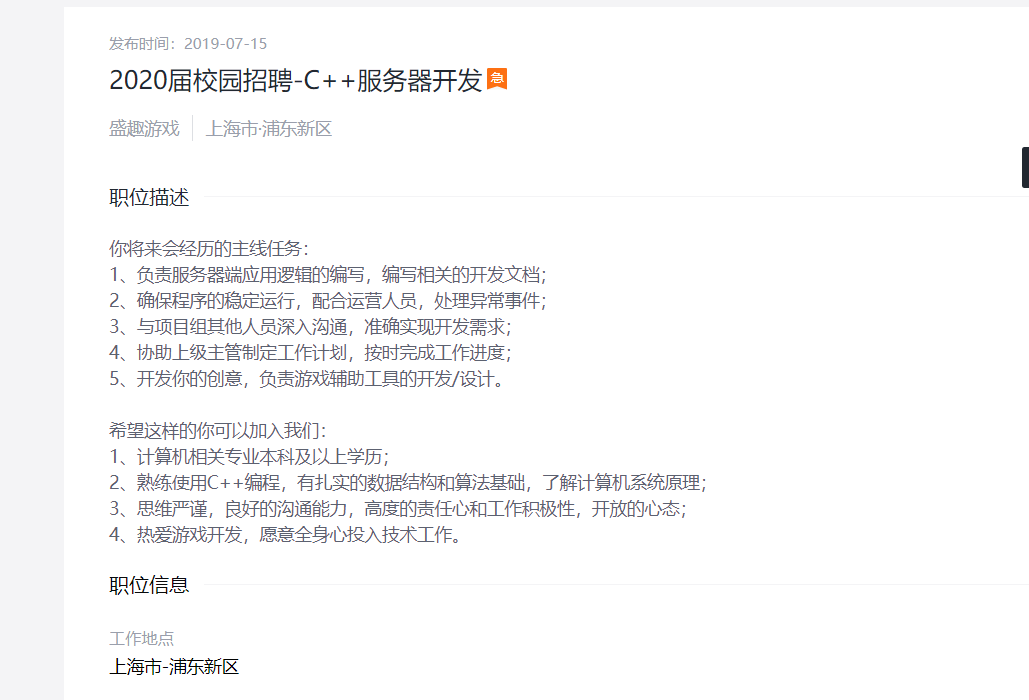 发布时间：2019-07-15
2020届校园招聘-C++服务器开发 急
盛趣游戏 上海市·浦东新区
职位描述
你将来会经历的主线任务：
1、负责服务器端应用逻辑的编写，编写相关的开发文档；
2、确保程序的稳定运行，配合运营人员，处理异常事件；
3、与项目组其他人员深入沟通，准确实现开发需求；
4、协助上级主管制定工作计划，按时完成工作进度；
5、开发你的创意，负责游戏辅助工具的开发/设计。
希望这样的你可以加入我们：
1、计算机相关专业本科及以上学历；
2、熟练使用C++编程，有扎实的数据结构和算法基础，了解计算机系统原理；
3、思维严谨，良好的沟通能力，高度的责任心和工作积极性，开放的心态；
4、热爱游戏开发，愿意全身心投入技术工作。
职位信息
工作地点
上海市-浦东新区